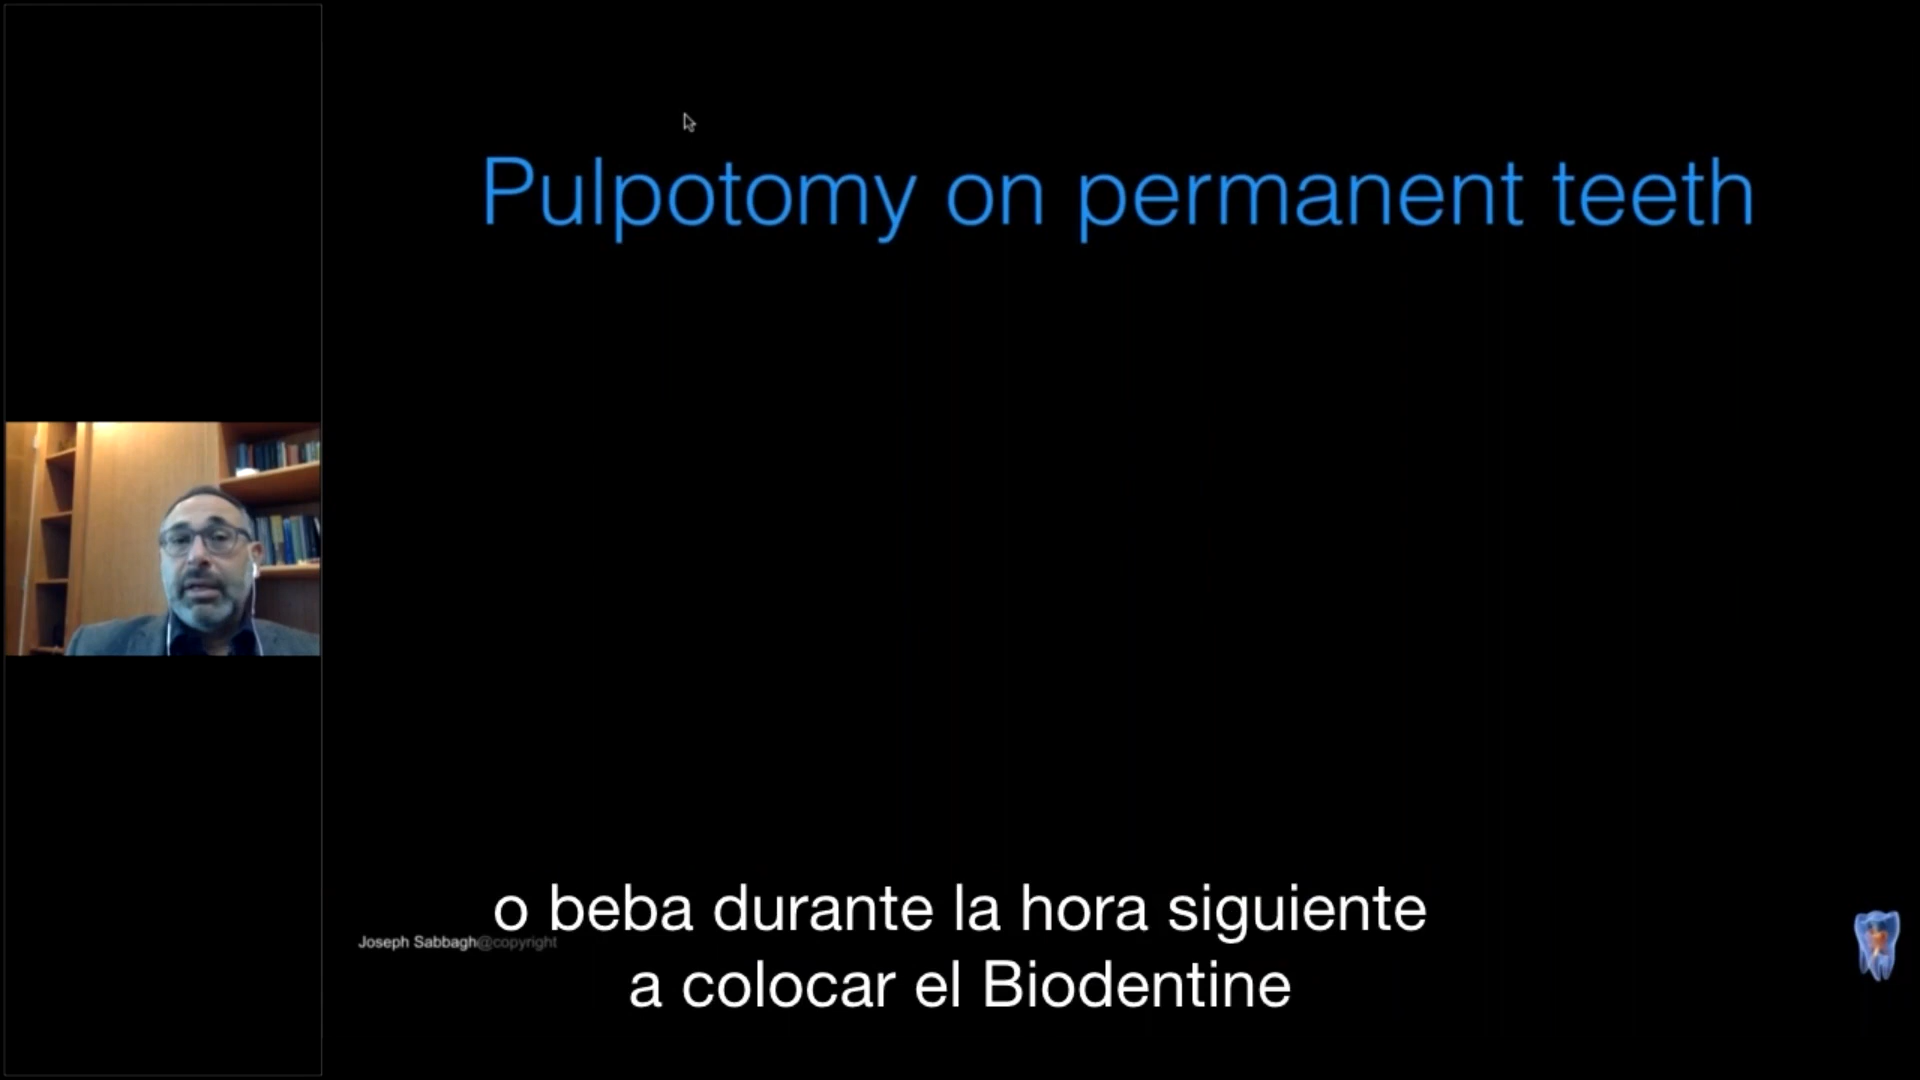 Pulpotomy on permanent teeth
o beba durante la hora siguiente
Joseph Sabbagh@copyright
a colocar el Biodentine